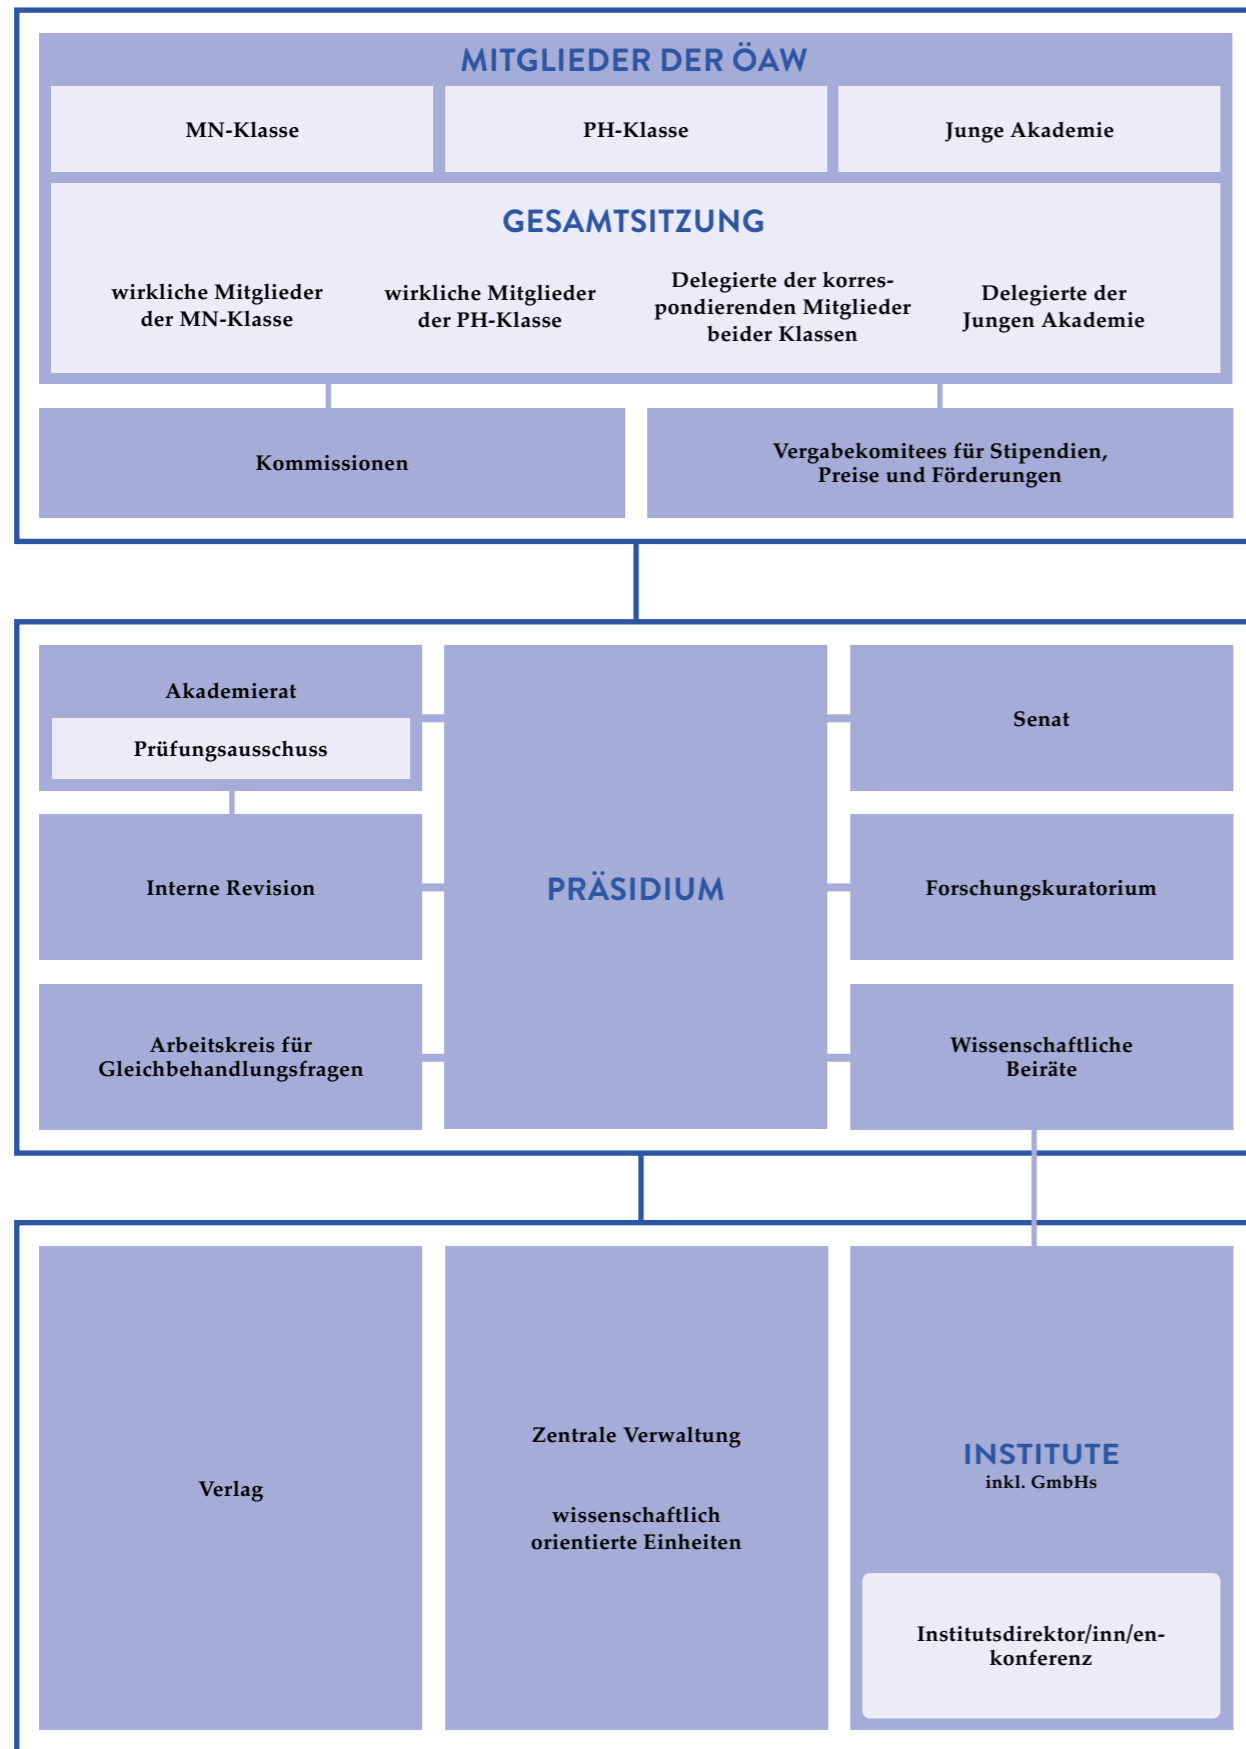 MITGLIEDER DER ÖAW
MN-Klasse
PH-Klasse
Junge Akademie
GESAMTSITZUNG
wirkliche Mitglieder
der MN-Klasse
wirkliche Mitglieder
der PH-Klasse
Delegierte der korres-
pondierenden Mitglieder
beider Klassen
Delegierte der
Jungen Akademie
Kommissionen
Vergabekomitees für Stipendien,
Preise und Förderungen
Akademierat
Prüfungsausschuss
Interne Revision
Arbeitskreis für
Gleichbehandlungsfragen
PRÄSIDIUM
Senat
Forschungskuratorium
Wissenschaftliche
Beiräte
Verlag
Zentrale Verwaltung
wissenschaftlich
orientierte Einheiten
INSTITUTE
inkl. GmbHs
Institutsdirektor/inn/en-
konferenz